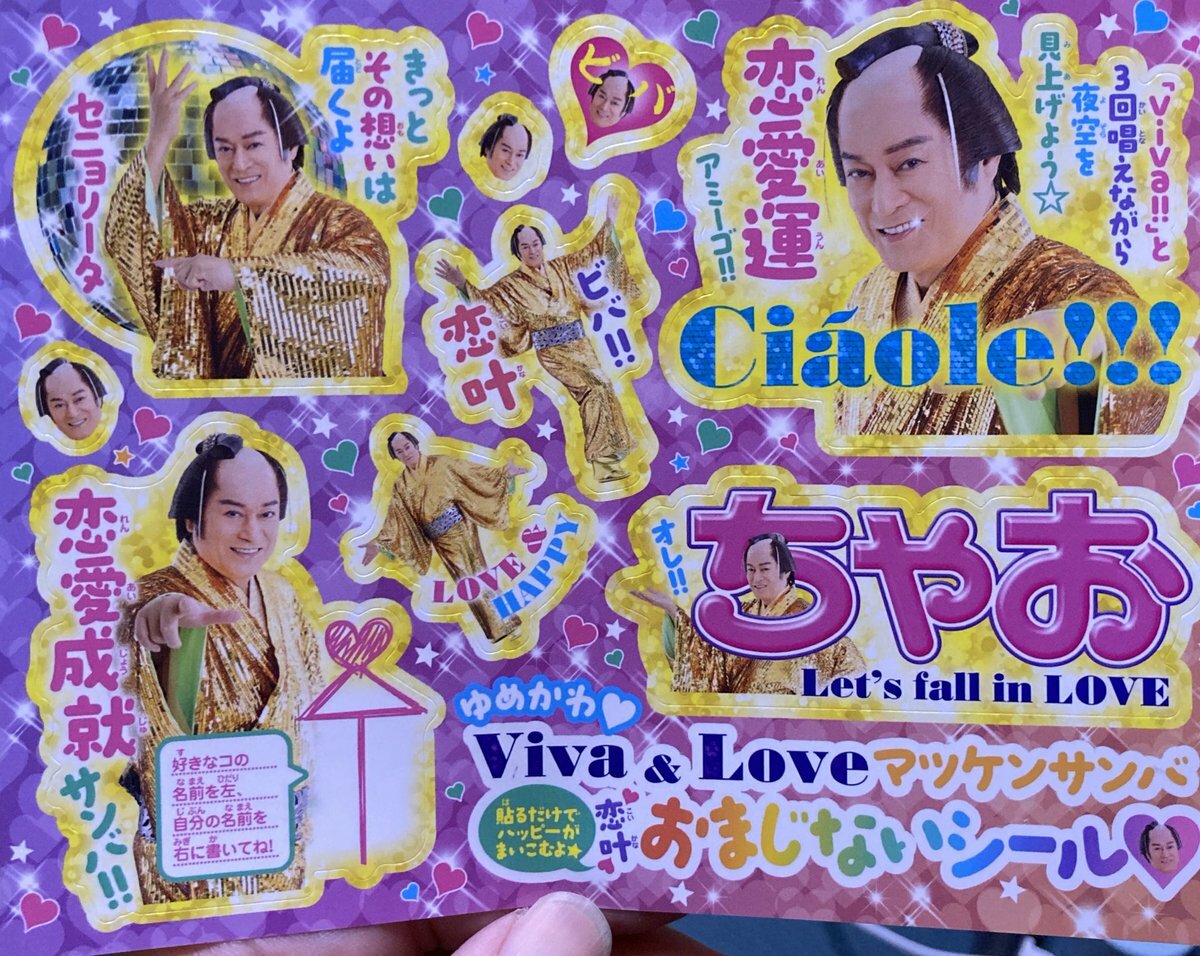 セニョリータ
きっと
その想いは
届くよ
ビバ
恋愛運
アミーゴ!!
「Viva!!」と
3回唱えながら
夜空を
見上げよう☆
Ciáole!!!
恋叶
ビバ!!
LOVE
HAPPY
恋愛成就
サンバ!!
好きなコの
名前を左、
自分の名前を
右に書いてね!
オレ!!
ちゃお
Let's fall in LOVE
ゆめかわ♡
Viva & Loveマツケンサンバ
貼るだけで
ハッピーが
まいこむよ★
恋叶
おまじないシール